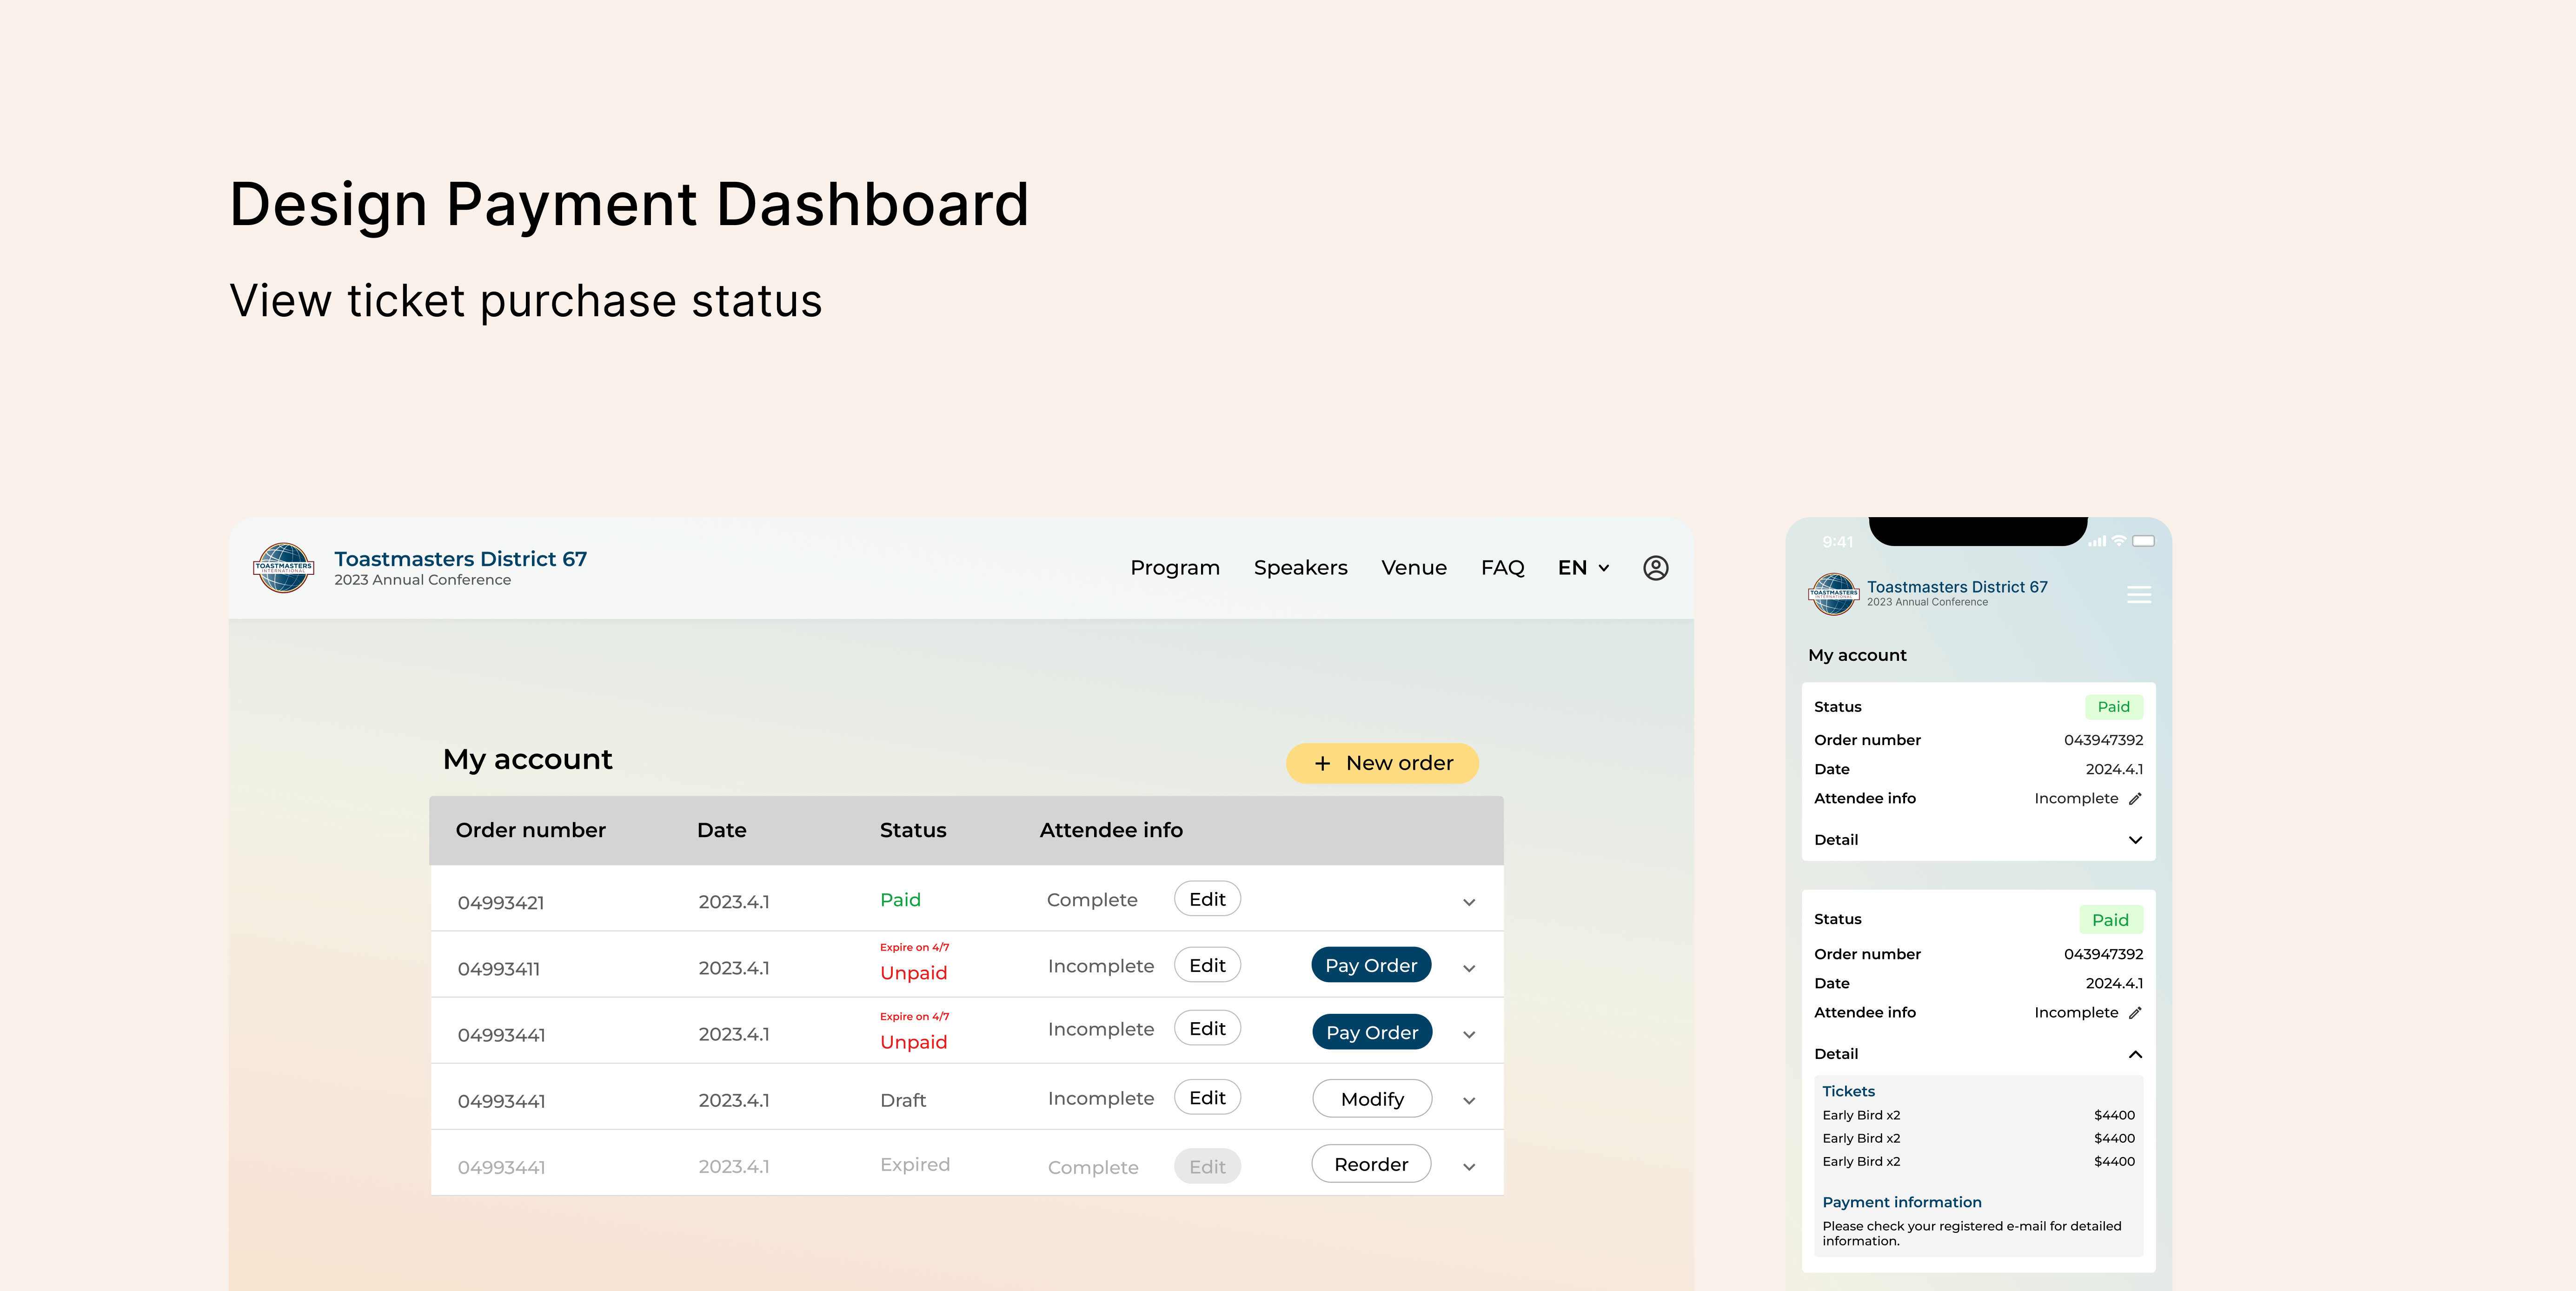 Design Payment Dashboard
View ticket purchase status
TOASTMASTERS
INTERNATIONAL
Toastmasters District 67
2023 Annual Conference
Program Speakers Venue FAQ EN
My account
+ New order
Order number Date Status Attendee info
04993421 2023.4.1 Paid Complete Edit
Expire on 4/7
04993411 2023.4.1 Unpaid Incomplete Edit Pay Order
Expire on 4/7
04993441 2023.4.1 Unpaid Incomplete Edit Pay Order
04993441 2023.4.1 Draft Incomplete Edit Modify
04993441 2023.4.1 Expired Complete Edit Reorder
9:41
TOASTMASTERS
INTERNATIONAL
Toastmasters District 67
2023 Annual Conference
My account
Status Paid
Order number 043947392
Date 2024.4.1
Attendee info Incomplete
Detail
Status Paid
Order number 043947392
Date 2024.4.1
Attendee info Incomplete
Detail
Tickets
Early Bird x2 $4400
Early Bird x2 $4400
Early Bird x2 $4400
Payment information
Please check your registered e-mail for detailed
information.